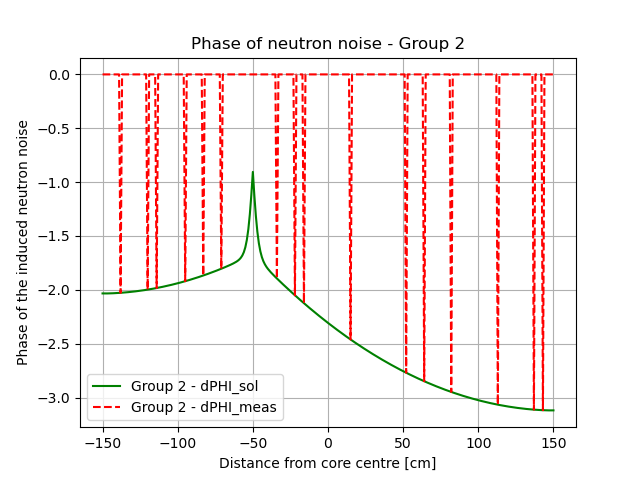 Phase of neutron noise - Group 2
Phase of the induced neutron noise
0.0
−0.5
−1.0
−1.5
−2.0
−2.5
−3.0
Group 2 - dPHI_sol
Group 2 - dPHI_meas
−150
−100
−50
0
50
100
150
Distance from core centre [cm]